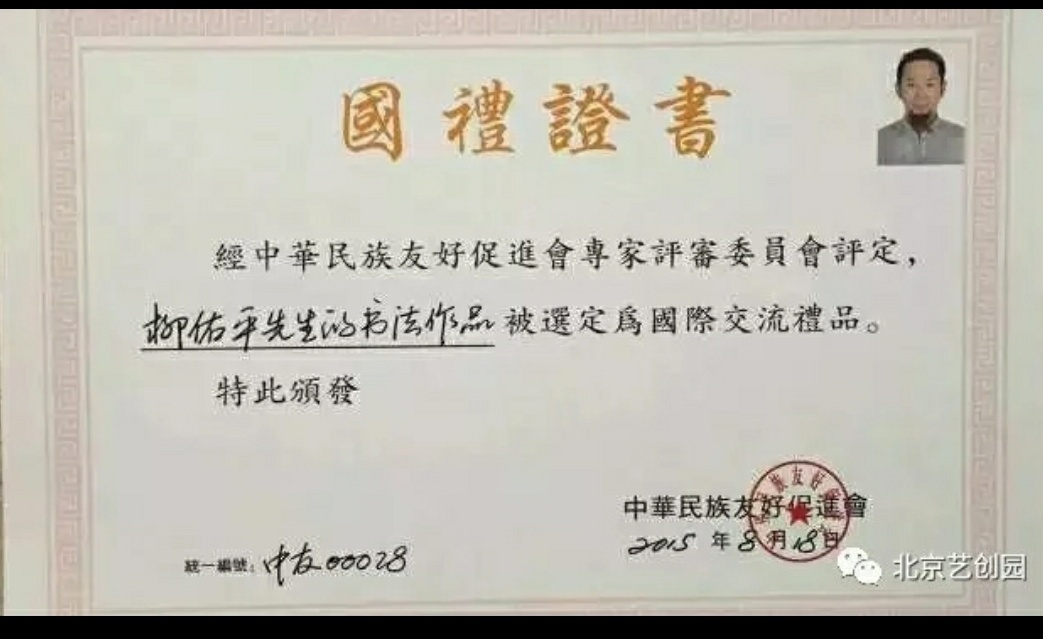 國禮證書
經中華民族友好促進會專家評審委員會評定，
柳佑平先生的书法作品被選定爲國際交流禮品。
特此頒發
中華民族友好促進會
2015年8月18日
統一編號：中友00028
北京艺创园